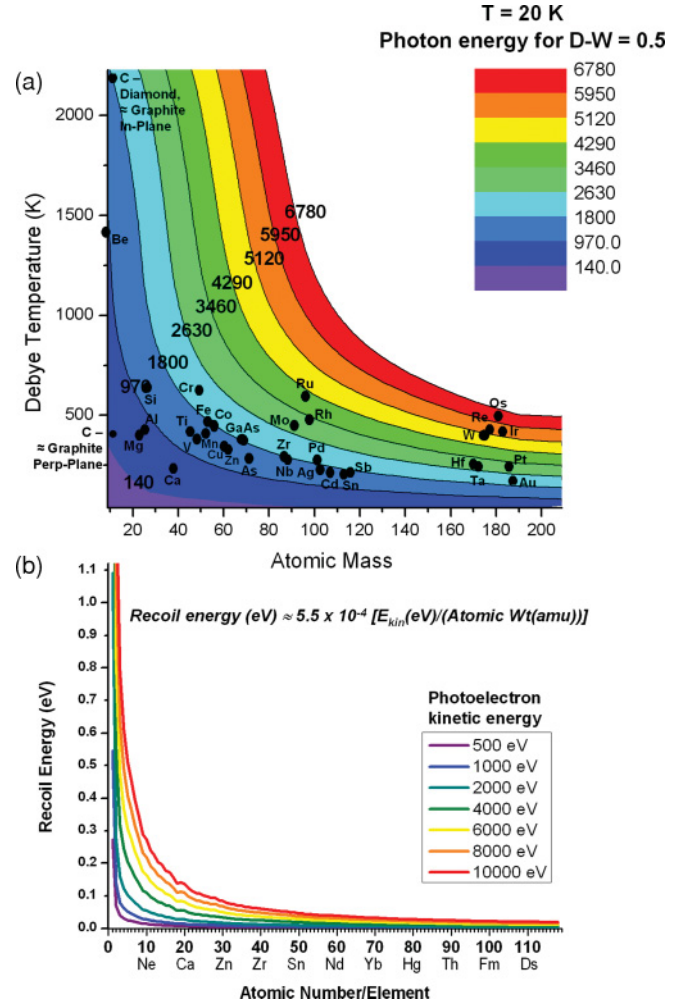 T = 20 K
Photon energy for D-W = 0.5
(a)
6780
5950
5120
4290
3460
2630
1800
970.0
140.0
Debye Temperature (K)
2000
1500
1000
500
C –
Diamond,
≈ Graphite
In-Plane
Be
6780
5950
5120
4290
3460
2630
1800
970
140
Si
Al
Mg
C –
≈ Graphite
Perp-Plane
Ca
Cr
Ti
V
Fe
Co
Mn
Cu
Zn
GaAs
As
Ru
Mo
Rh
Zr
Pd
Nb
Ag
Cd
Sn
Sb
Os
Re
W
Ir
Hf
Ta
Pt
Au
20 40 60 80 100 120 140 160 180 200
Atomic Mass
(b)
Recoil energy (eV) ≈ 5.5 x 10⁻⁴ [E_kin(eV)/(Atomic Wt(amu))]
Recoil Energy (eV)
1.1
1.0
0.9
0.8
0.7
0.6
0.5
0.4
0.3
0.2
0.1
0.0
Photoelectron
kinetic energy
500 eV
1000 eV
2000 eV
4000 eV
6000 eV
8000 eV
10000 eV
0 10 20 30 40 50 60 70 80 90 100 110
Ne Ca Zn Zr Sn Nd Yb Hg Th Fm Ds
Atomic Number/Element